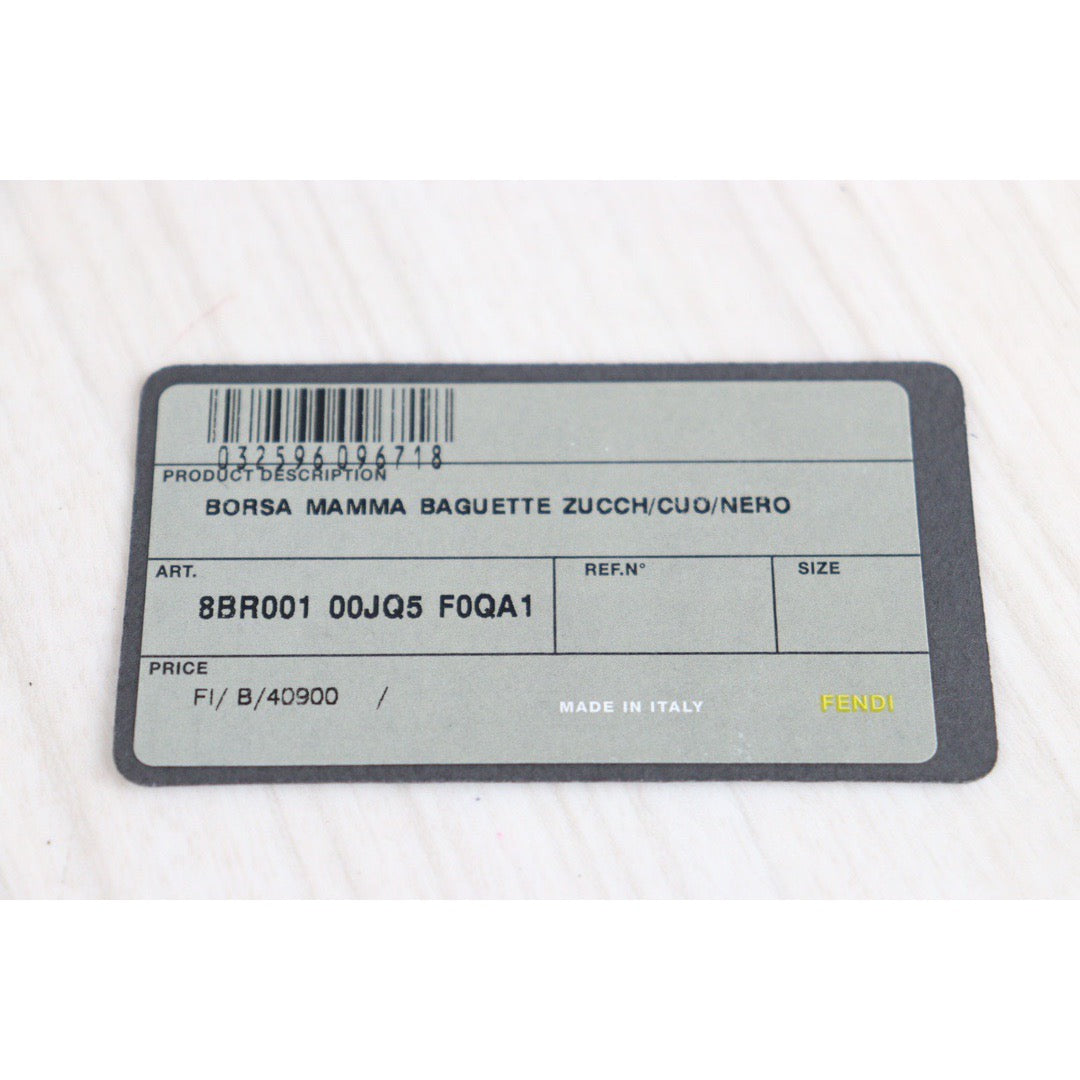 032596096718
PRODUCT DESCRIPTION
BORSA MAMMA BAGUETTE ZUCCH/CUO/NERO
ART.
8BR001 00JQ5 F0QA1
REF.N°
SIZE
PRICE
FI/ B/40900 /
MADE IN ITALY
FENDI